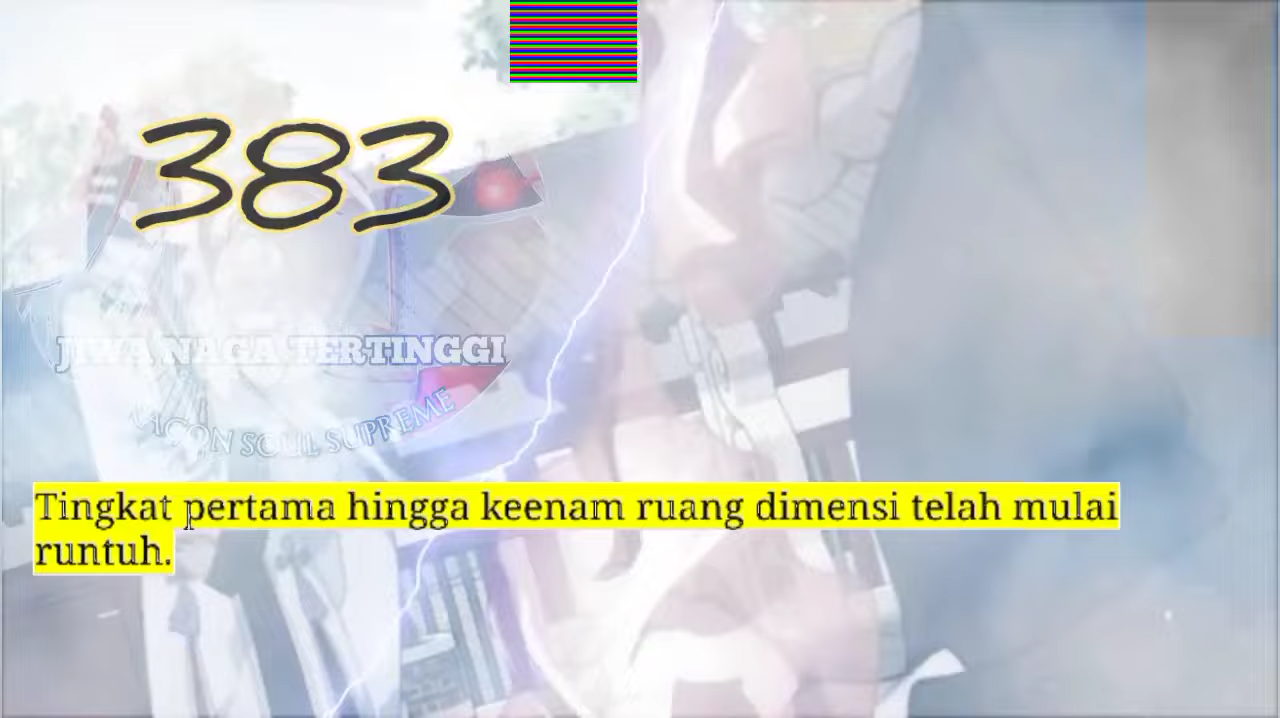 383
JIWA NAGA TERTINGGI
SOUL SUPREME
Tingkat pertama hingga keenam ruang dimensi telah mulai
runtuh.